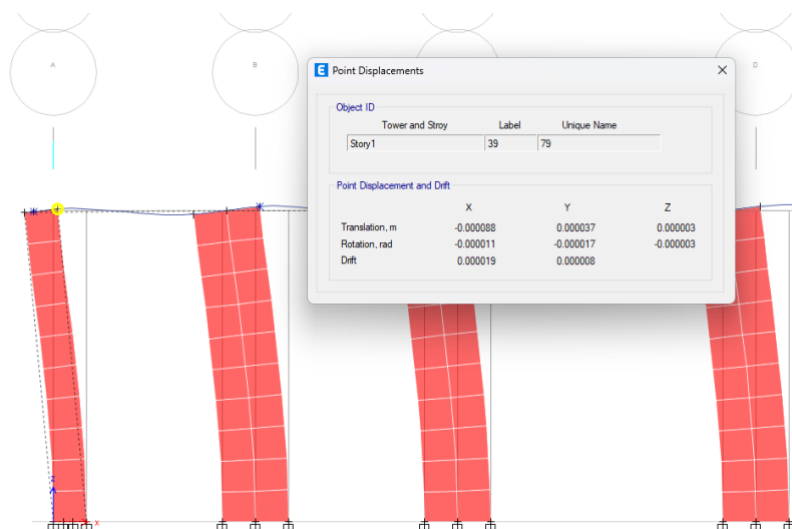 A
B
D
E Point Displacements
Object ID
Tower and Stroy Label Unique Name
Story1 39 79
Point Displacement and Drift
X Y Z
Translation, m -0.000088 0.000037 0.000003
Rotation, rad -0.000011 -0.000017 -0.000003
Drift 0.000019 0.000008
Z
X